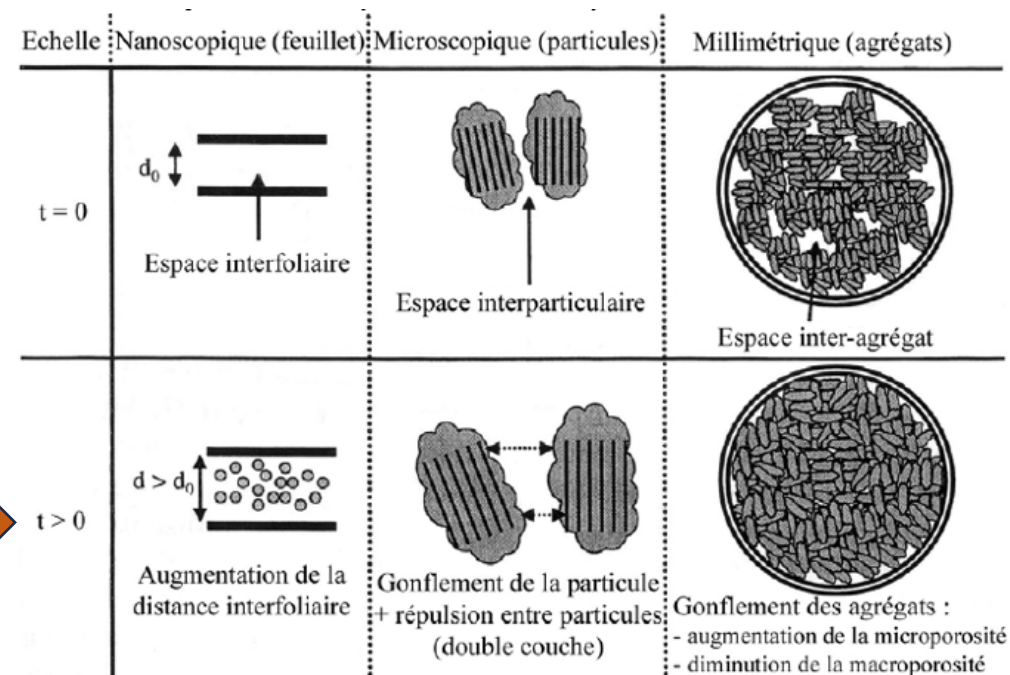 Echelle Nanoscopique (feuillet) Microscopique (particules) Millimétrique (agrégats)
t = 0
d₀
Espace interfoliaire
Espace interparticulaire
Espace inter-agrégat
t > 0
d > d₀
Augmentation de la
distance interfoliaire
Gonflement de la particule
+ répulsion entre particules
(double couche)
Gonflement des agrégats :
- augmentation de la microporosité
- diminution de la macroporosité